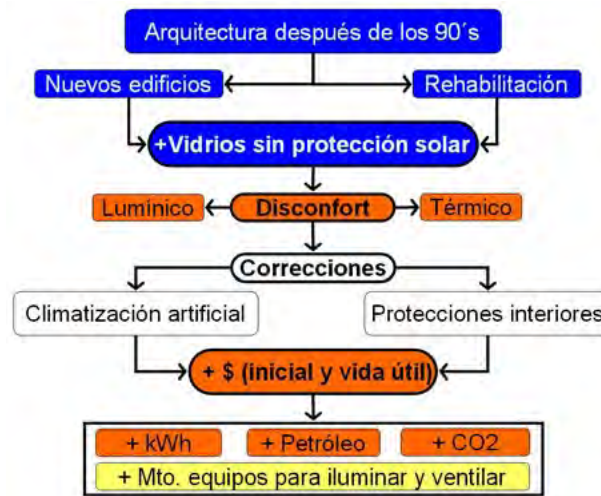 Arquitectura después de los 90´s
Nuevos edificios
Rehabilitación
+Vidrios sin protección solar
Lumínico
Disconfort
Térmico
Correcciones
Climatización artificial
Protecciones interiores
+ $ (inicial y vida útil)
+ kWh
+ Petróleo
+ CO2
+ Mto. equipos para iluminar y ventilar